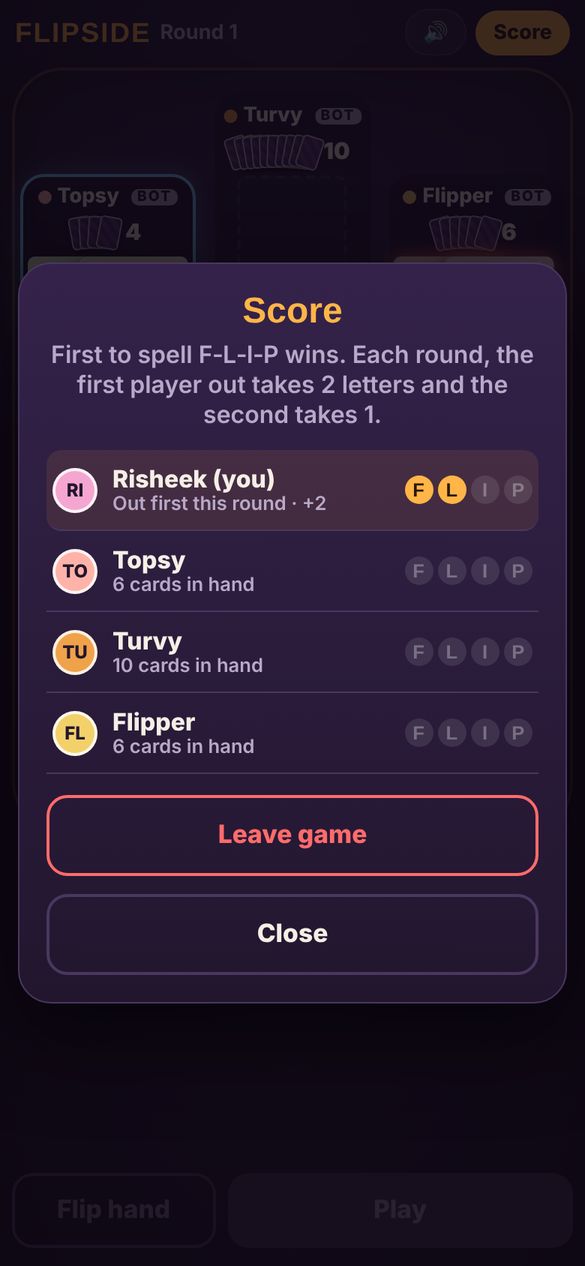 FLIPSIDE Round 1 Score
Turvy BOT
10
Topsy BOT
4
Flipper BOT
6
Score
First to spell F-L-I-P wins. Each round, the
first player out takes 2 letters and the
second takes 1.
RI Risheek (you) F L I P
Out first this round · +2
TO Topsy F L I P
6 cards in hand
TU Turvy F L I P
10 cards in hand
FL Flipper F L I P
6 cards in hand
Leave game
Close
Flip hand Play